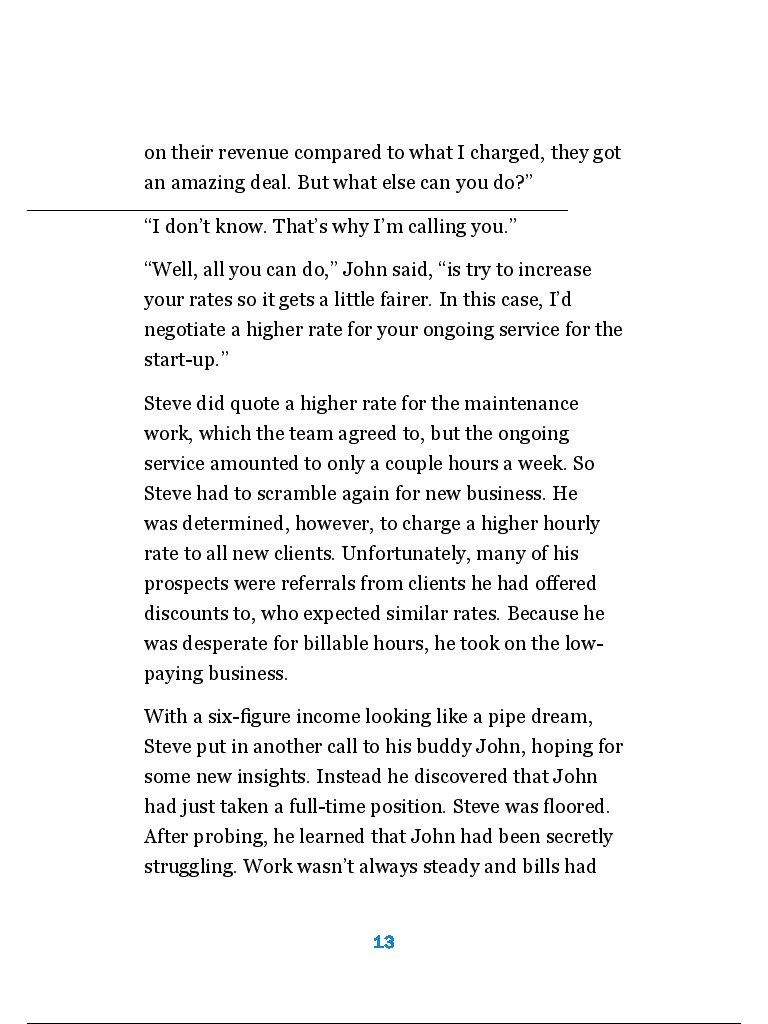 on their revenue compared to what I charged, they got
an amazing deal. But what else can you do?”
“I don’t know. That’s why I’m calling you.”
“Well, all you can do,” John said, “is try to increase
your rates so it gets a little fairer. In this case, I’d
negotiate a higher rate for your ongoing service for the
start-up.”
Steve did quote a higher rate for the maintenance
work, which the team agreed to, but the ongoing
service amounted to only a couple hours a week. So
Steve had to scramble again for new business. He
was determined, however, to charge a higher hourly
rate to all new clients. Unfortunately, many of his
prospects were referrals from clients he had offered
discounts to, who expected similar rates. Because he
was desperate for billable hours, he took on the low-
paying business.
With a six-figure income looking like a pipe dream,
Steve put in another call to his buddy John, hoping for
some new insights. Instead he discovered that John
had just taken a full-time position. Steve was floored.
After probing, he learned that John had been secretly
struggling. Work wasn’t always steady and bills had
13